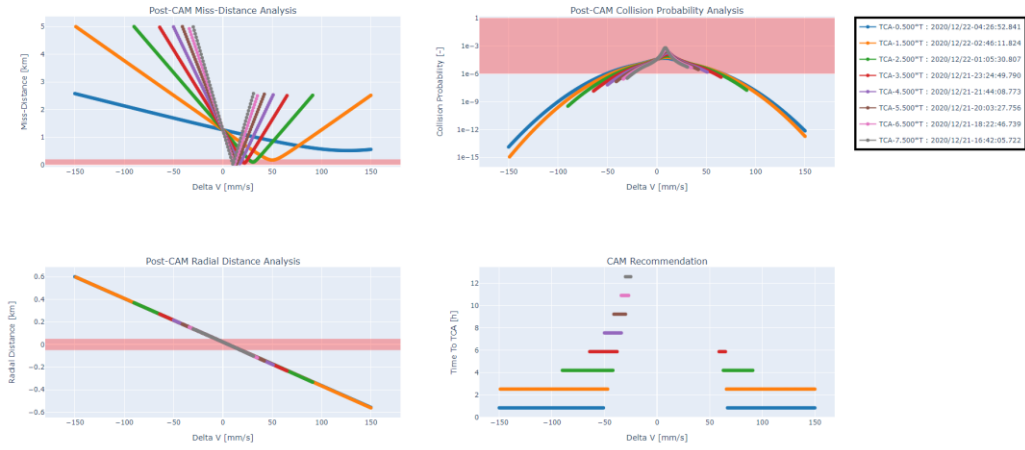 Post-CAM Miss-Distance Analysis
5
4
3
2
1
0
Miss-Distance [km]
−150
−100
−50
0
50
100
150
Delta V [mm/s]
Post-CAM Collision Probability Analysis
1
1e−3
1e−6
1e−9
1e−12
1e−15
Collision Probability [-]
−150
−100
−50
0
50
100
150
Delta V [mm/s]
TCA-0.500*T : 2020/12/22-04:26:52.841
TCA-1.500*T : 2020/12/22-02:46:11.824
TCA-2.500*T : 2020/12/22-01:05:30.807
TCA-3.500*T : 2020/12/21-23:24:49.790
TCA-4.500*T : 2020/12/21-21:44:08.773
TCA-5.500*T : 2020/12/21-20:03:27.756
TCA-6.500*T : 2020/12/21-18:22:46.739
TCA-7.500*T : 2020/12/21-16:42:05.722
Post-CAM Radial Distance Analysis
0.6
0.4
0.2
0
−0.2
−0.4
−0.6
Radial Distance [km]
−150
−100
−50
0
50
100
150
Delta V [mm/s]
CAM Recommendation
12
10
8
6
4
2
0
Time To TCA [h]
−150
−100
−50
0
50
100
150
Delta V [mm/s]